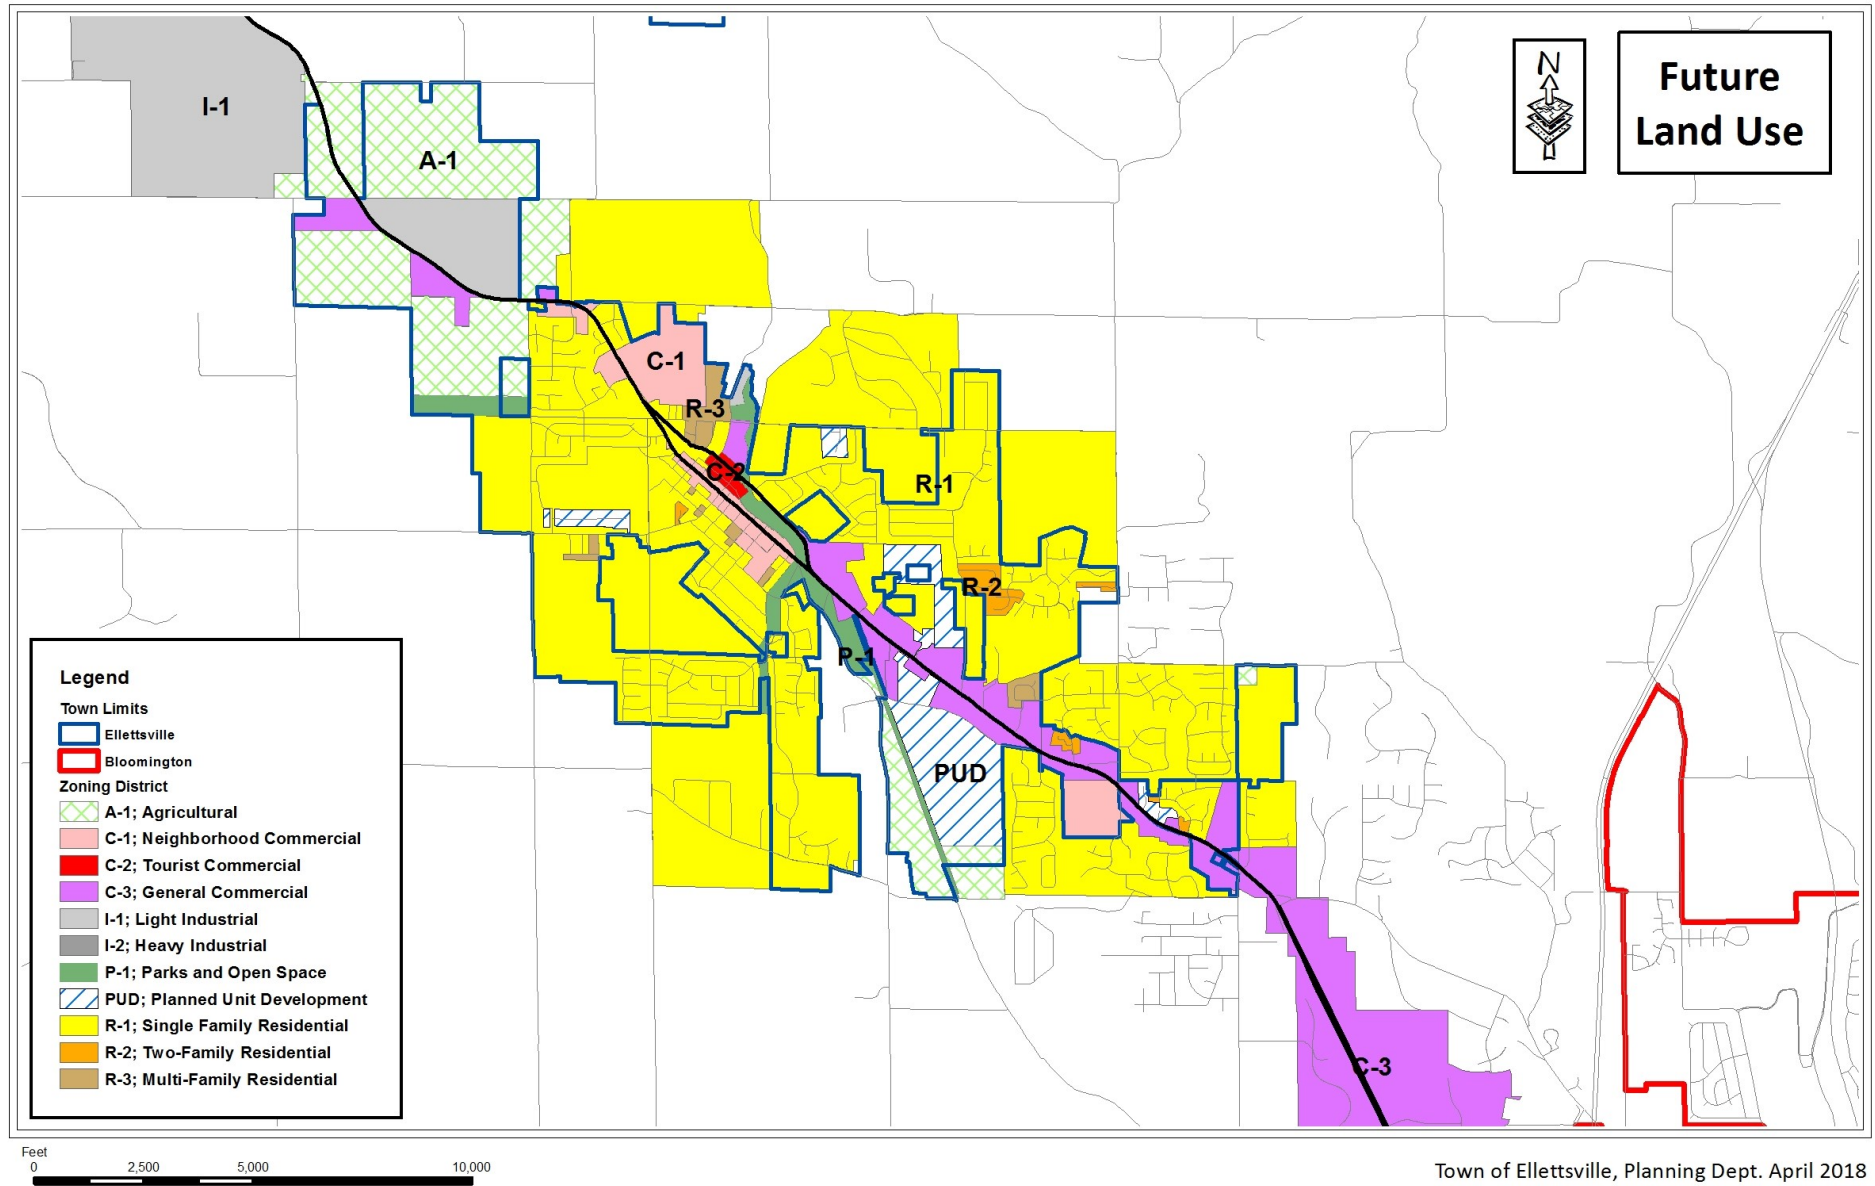 N
Future
Land Use
I-1
A-1
C-1
R-3
C-2
R-1
R-2
P-1
PUD
C-3
Legend
Town Limits
Ellettsville
Bloomington
Zoning District
A-1; Agricultural
C-1; Neighborhood Commercial
C-2; Tourist Commercial
C-3; General Commercial
I-1; Light Industrial
I-2; Heavy Industrial
P-1; Parks and Open Space
PUD; Planned Unit Development
R-1; Single Family Residential
R-2; Two-Family Residential
R-3; Multi-Family Residential
Feet
0 2,500 5,000 10,000
Town of Ellettsville, Planning Dept. April 2018